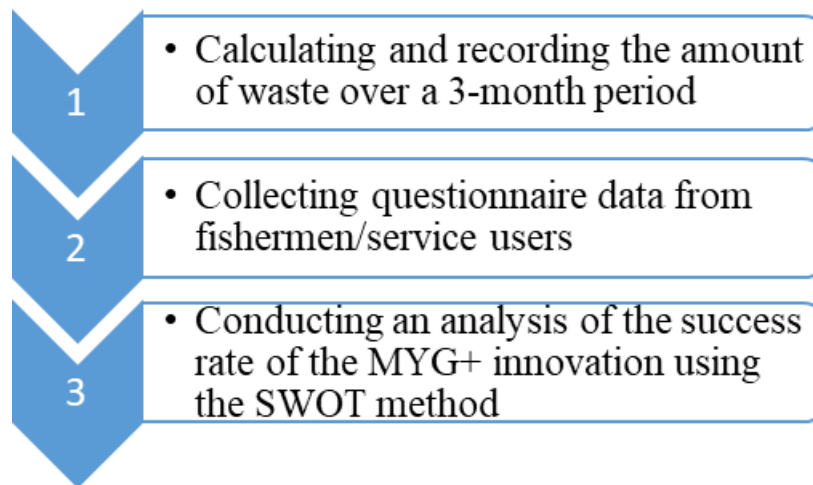 1
• Calculating and recording the amount
of waste over a 3-month period
2
• Collecting questionnaire data from
fishermen/service users
3
• Conducting an analysis of the success
rate of the MYG+ innovation using
the SWOT method